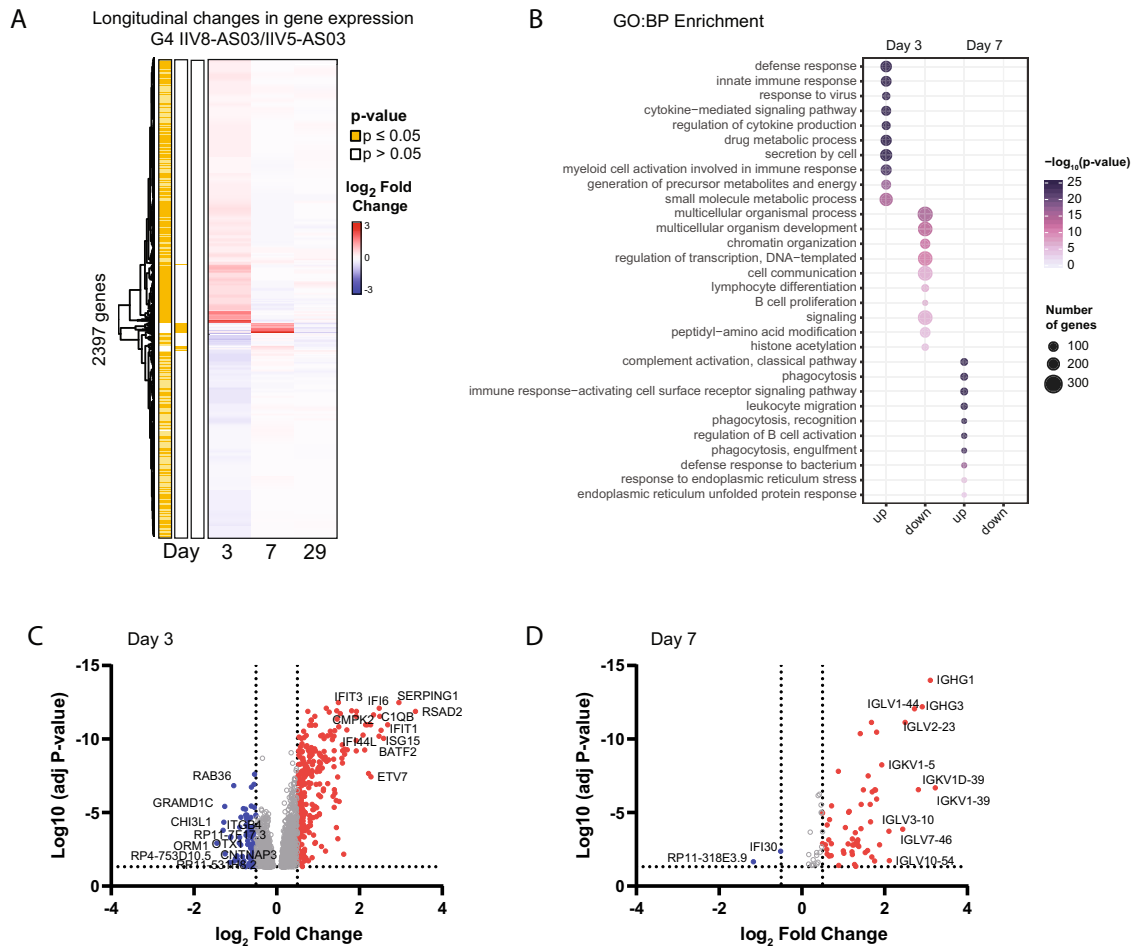 A
Longitudinal changes in gene expression
G4 IIV8-AS03/IIV5-AS03
2397 genes
p-value
p ≤ 0.05
p > 0.05
log2 Fold
Change
3
0
-3
Day 3 7 29
B
GO:BP Enrichment
Day 3 Day 7
defense response
innate immune response
response to virus
cytokine−mediated signaling pathway
regulation of cytokine production
drug metabolic process
secretion by cell
myeloid cell activation involved in immune response
generation of precursor metabolites and energy
small molecule metabolic process
multicellular organismal process
multicellular organism development
chromatin organization
regulation of transcription, DNA−templated
cell communication
lymphocyte differentiation
B cell proliferation
signaling
peptidyl−amino acid modification
histone acetylation
complement activation, classical pathway
phagocytosis
immune response−activating cell surface receptor signaling pathway
leukocyte migration
phagocytosis, recognition
regulation of B cell activation
phagocytosis, engulfment
defense response to bacterium
response to endoplasmic reticulum stress
endoplasmic reticulum unfolded protein response
up down up down
−log10(p-value)
25
20
15
10
5
0
Number
of genes
100
200
300
C
Day 3
Log10 (adj P-value)
-15
-10
-5
0
IFIT3
IFI6
SERPING1
RSAD2
CMPK2
C1QB
IFIT1
IFI44L
ISG15
BATF2
ETV7
RAB36
GRAMD1C
CHI3L1
ITGB4
RP11-7F17.3
ORM1
OTX1
RP4-753D10.5
CNTNAP3
-4 -2 0 2 4
log2 Fold Change
D
Day 7
Log10 (adj P-value)
-15
-10
-5
0
IGHG1
IGLV1-44
IGHG3
IGLV2-23
IGKV1-5
IGKV1D-39
IGKV1-39
IGLV3-10
IGLV7-46
IGLV10-54
IFI30
RP11-318E3.9
-4 -2 0 2 4
log2 Fold Change